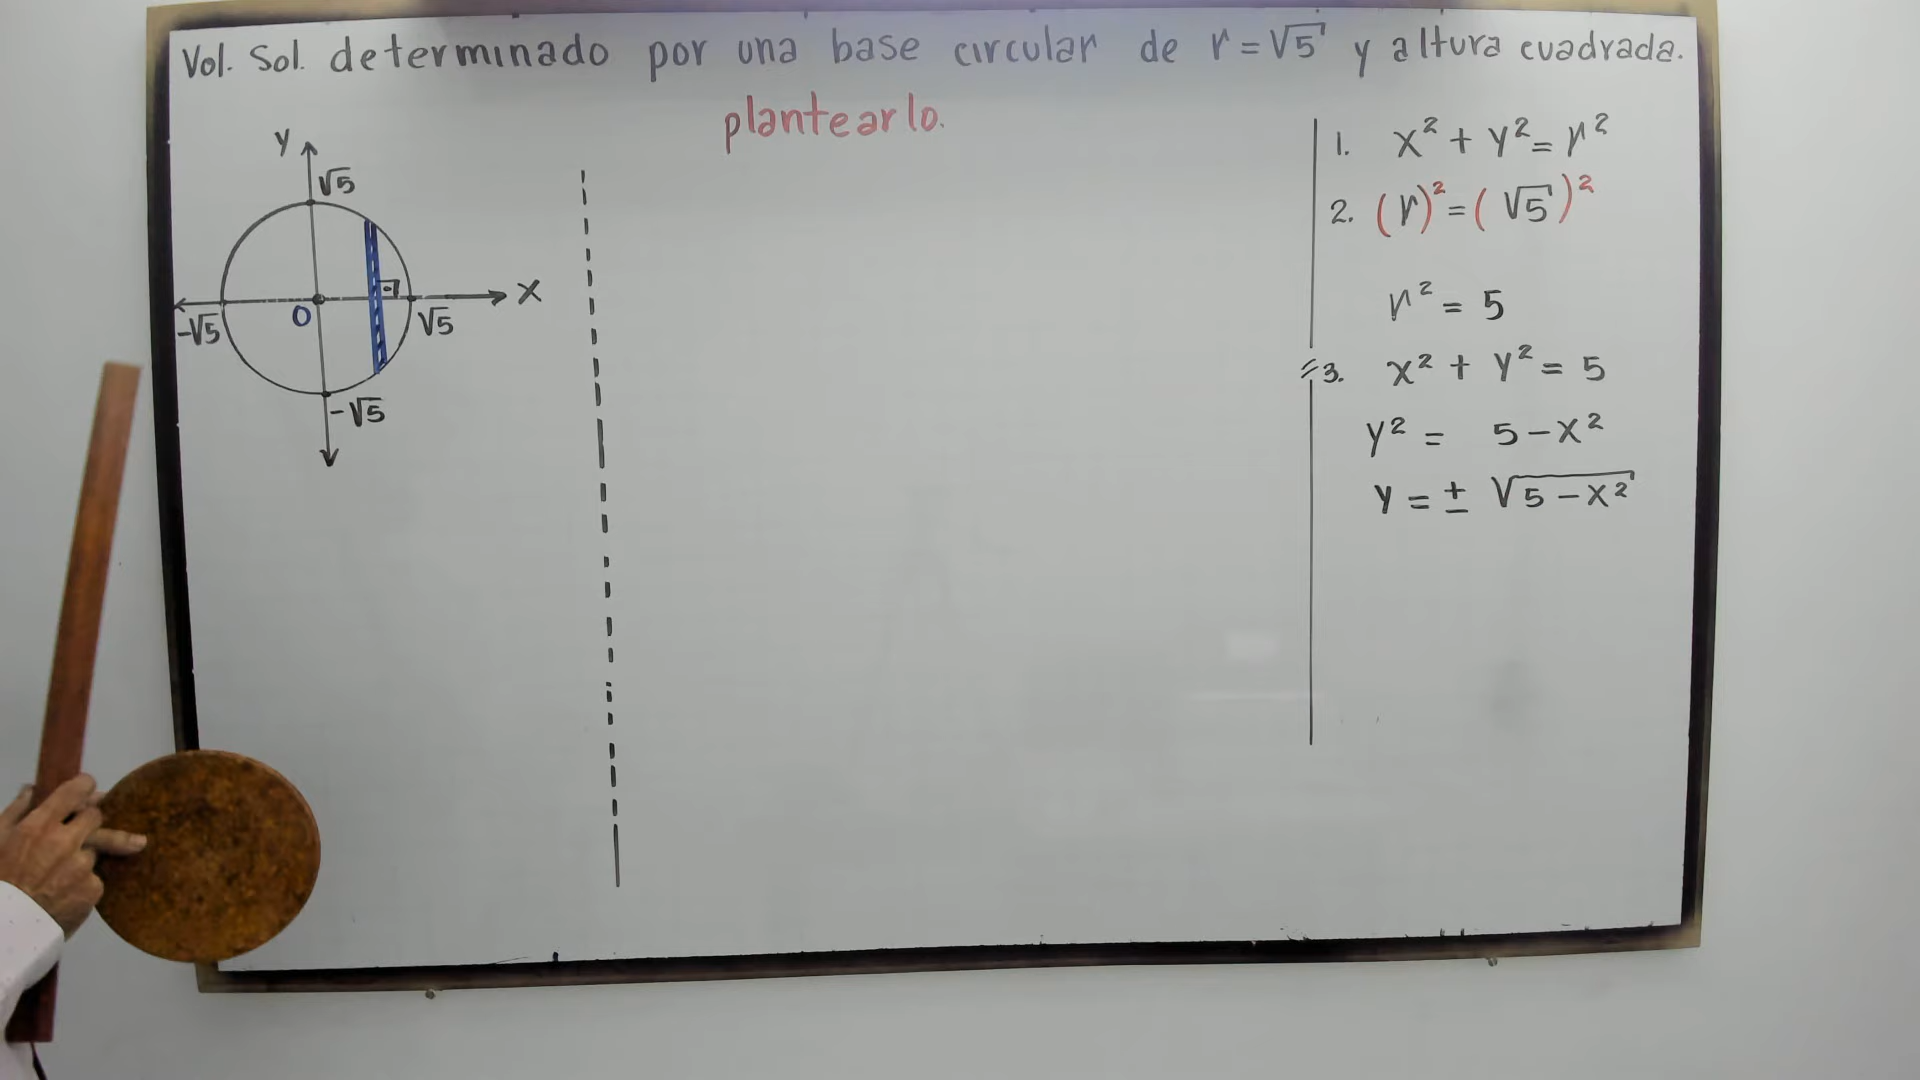 Vol. Sol. determinado por una base circular de r = √5 y altura cuadrada.
plantearlo.
y
√5
x
0
-√5
√5
-√5
1. x² + y² = r²
2. (r)² = (√5)²
r² = 5
3. x² + y² = 5
y² = 5 - x²
y = ± √5 - x²